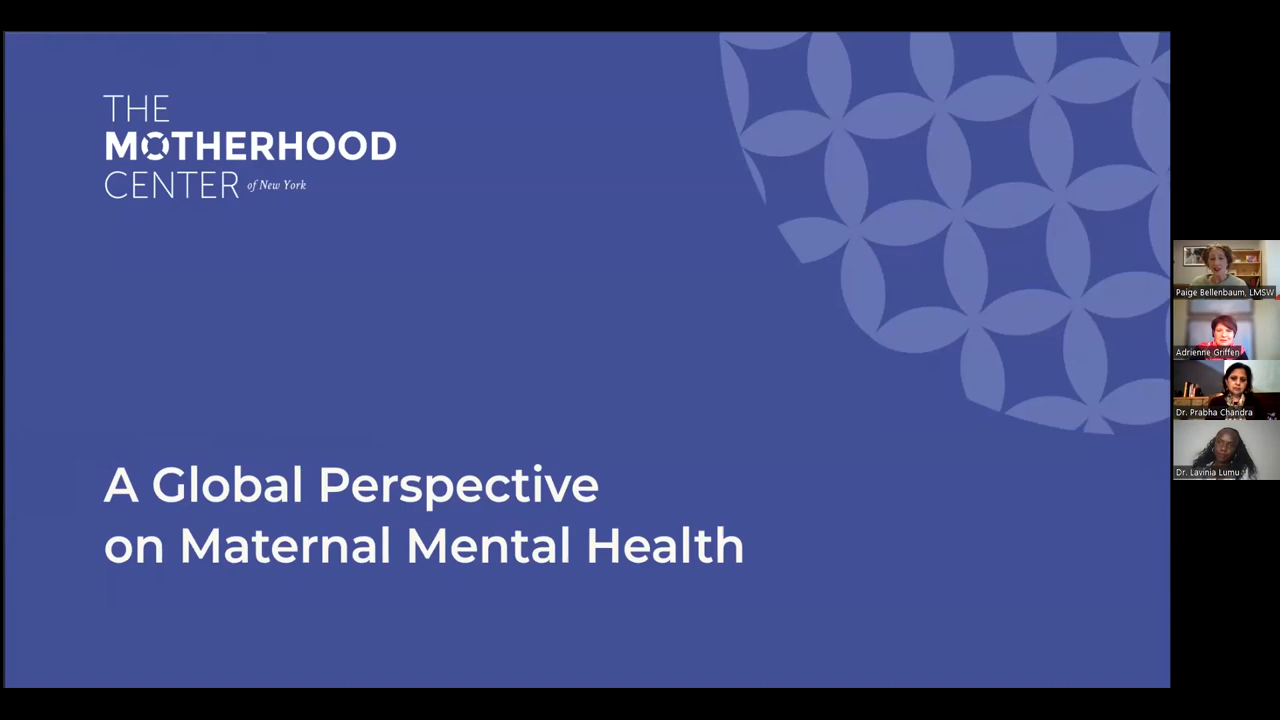 THE
MOTHERHOOD
CENTER of New York
A Global Perspective
on Maternal Mental Health
Paige Bellenbaum, LMSW
Adrienne Griffen
Dr. Prabha Chandra
Dr. Lavinia Lumu